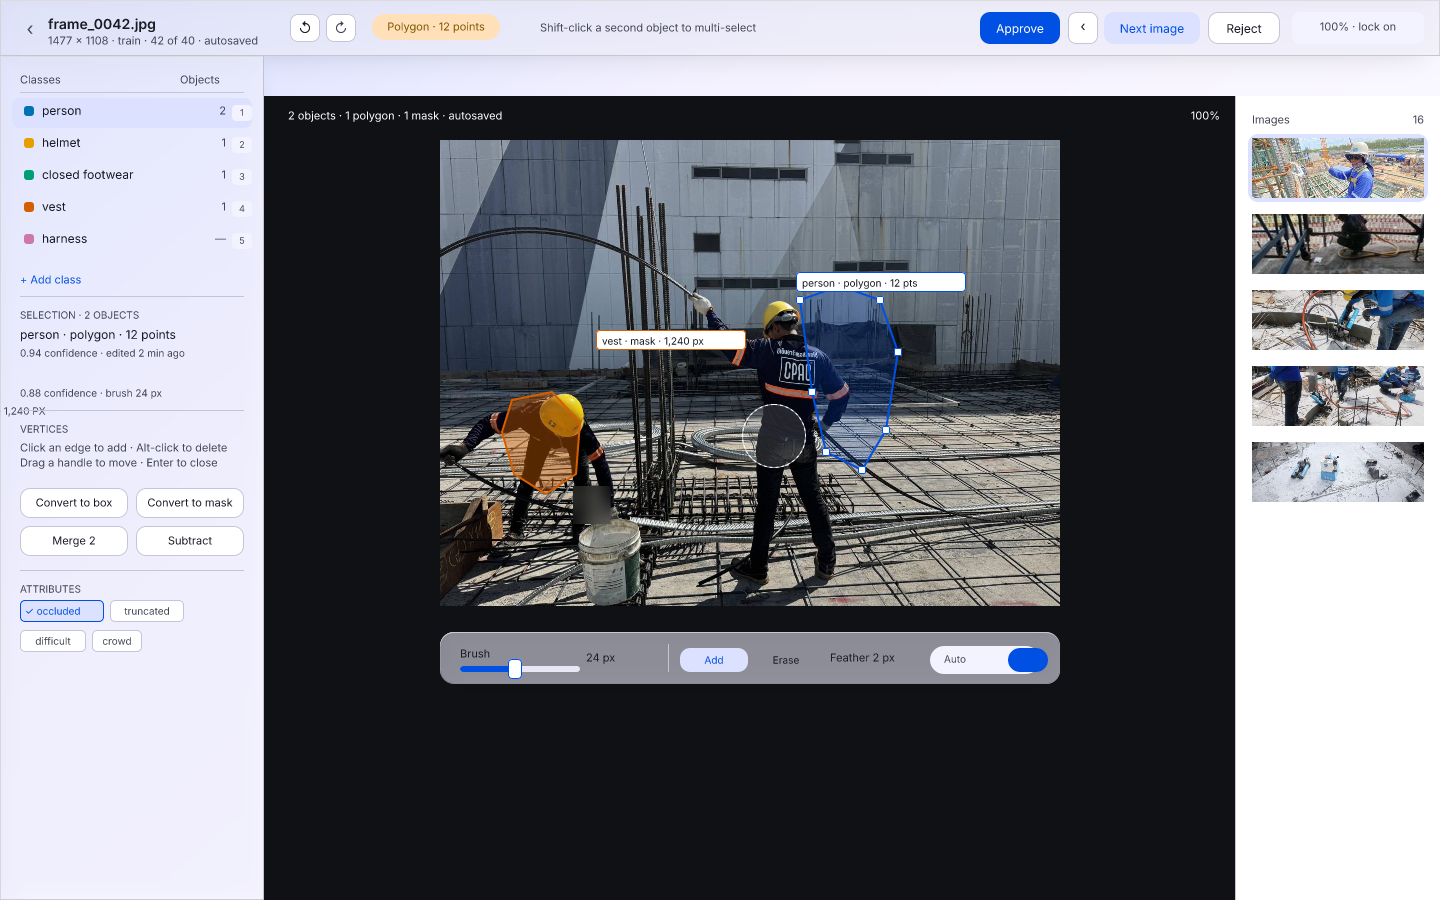 frame_0042.jpg
1477 × 1108 · train · 42 of 40 · autosaved
Polygon · 12 points
Shift-click a second object to multi-select
Approve
‹
Next image
Reject
100% · lock on
Classes Objects
person 2 1
helmet 1 2
closed footwear 1 3
vest 1 4
harness — 5
+ Add class
SELECTION · 2 OBJECTS
person · polygon · 12 points
0.94 confidence · edited 2 min ago
0.88 confidence · brush 24 px
1,240 PX
VERTICES
Click an edge to add · Alt-click to delete
Drag a handle to move · Enter to close
Convert to box
Convert to mask
Merge 2
Subtract
ATTRIBUTES
✓ occluded
truncated
difficult
crowd
2 objects · 1 polygon · 1 mask · autosaved
100%
person · polygon · 12 pts
vest · mask · 1,240 px
CPAC
Brush
24 px
Add
Erase
Feather 2 px
Auto
Images 16